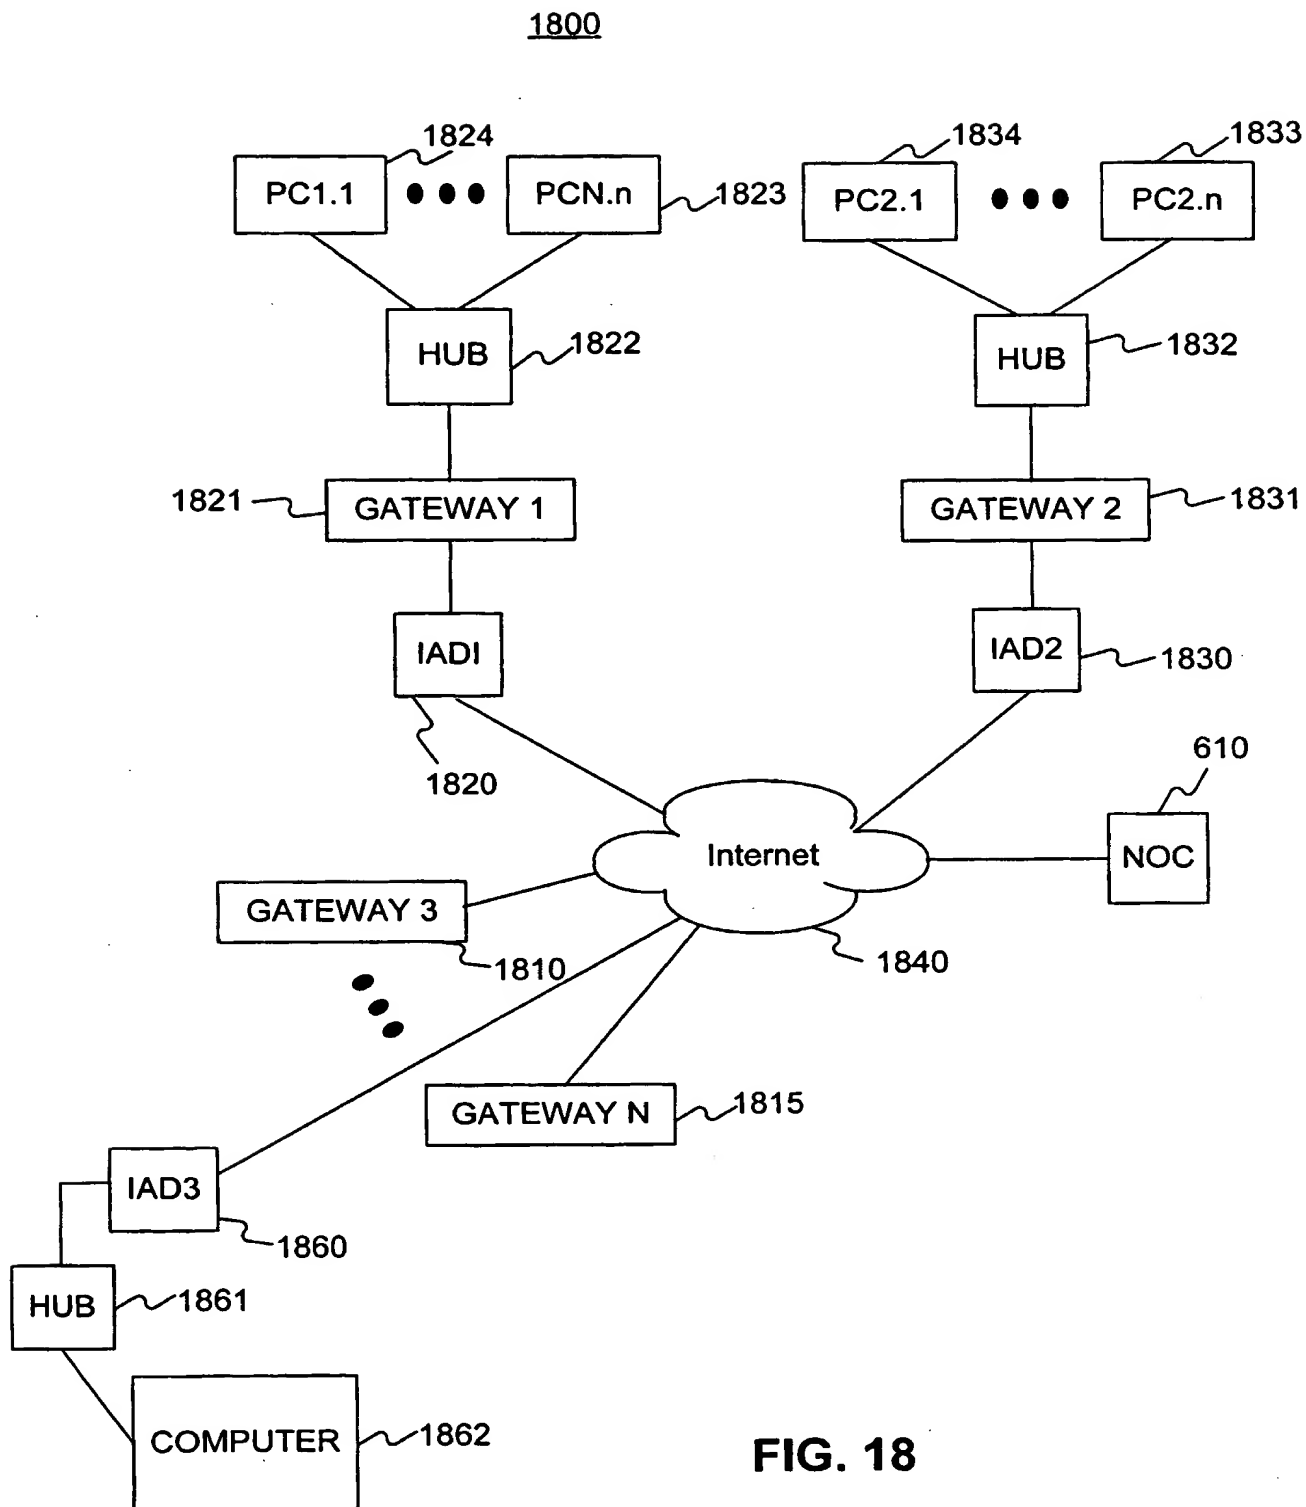 1800
1824
1834
1833
PC1.1
PCN.n
1823
PC2.1
PC2.n
HUB
1822
HUB
1832
1821
GATEWAY 1
GATEWAY 2
1831
IADI
IAD2
1830
1820
610
Internet
NOC
GATEWAY 3
1810
1840
GATEWAY N
1815
IAD3
1860
HUB
1861
COMPUTER
1862
FIG. 18